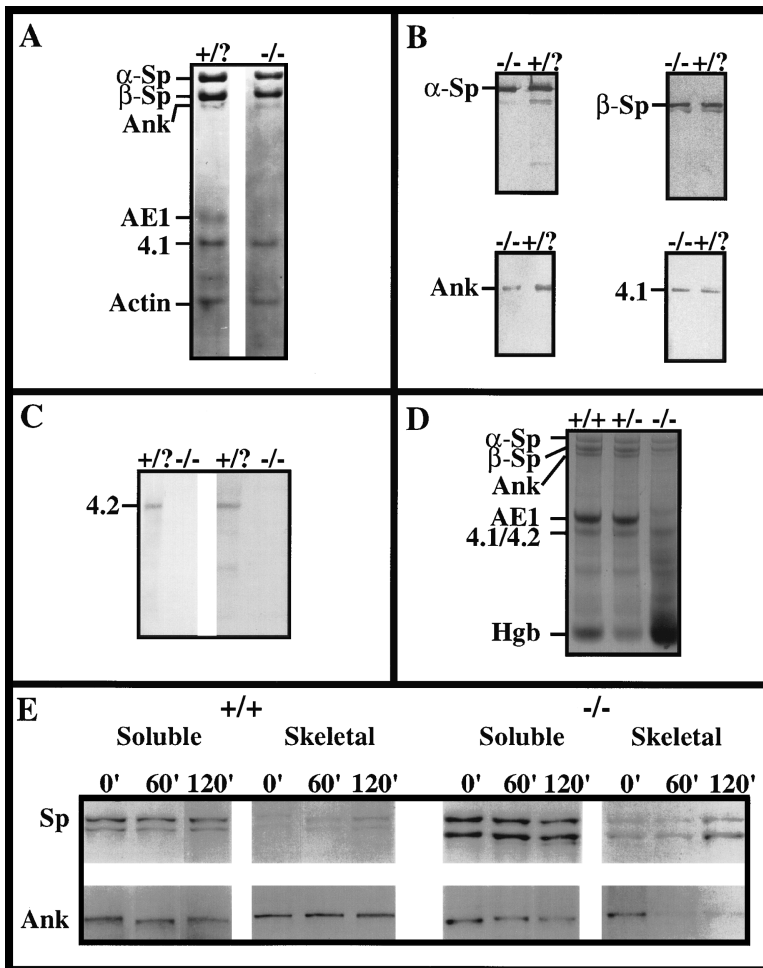 A
+/? -/-
α-Sp
β-Sp
Ank
AE1
4.1
Actin
B
-/- +/?
α-Sp
-/- +/?
β-Sp
-/- +/?
Ank
-/- +/?
4.1
C
+/? -/- +/? -/-
4.2
D
+/+ +/- -/-
α-Sp
β-Sp
Ank
AE1
4.1/4.2
Hgb
E
+/+ -/-
Soluble Skeletal Soluble Skeletal
0' 60' 120' 0' 60' 120' 0' 60' 120' 0' 60' 120'
Sp
Ank